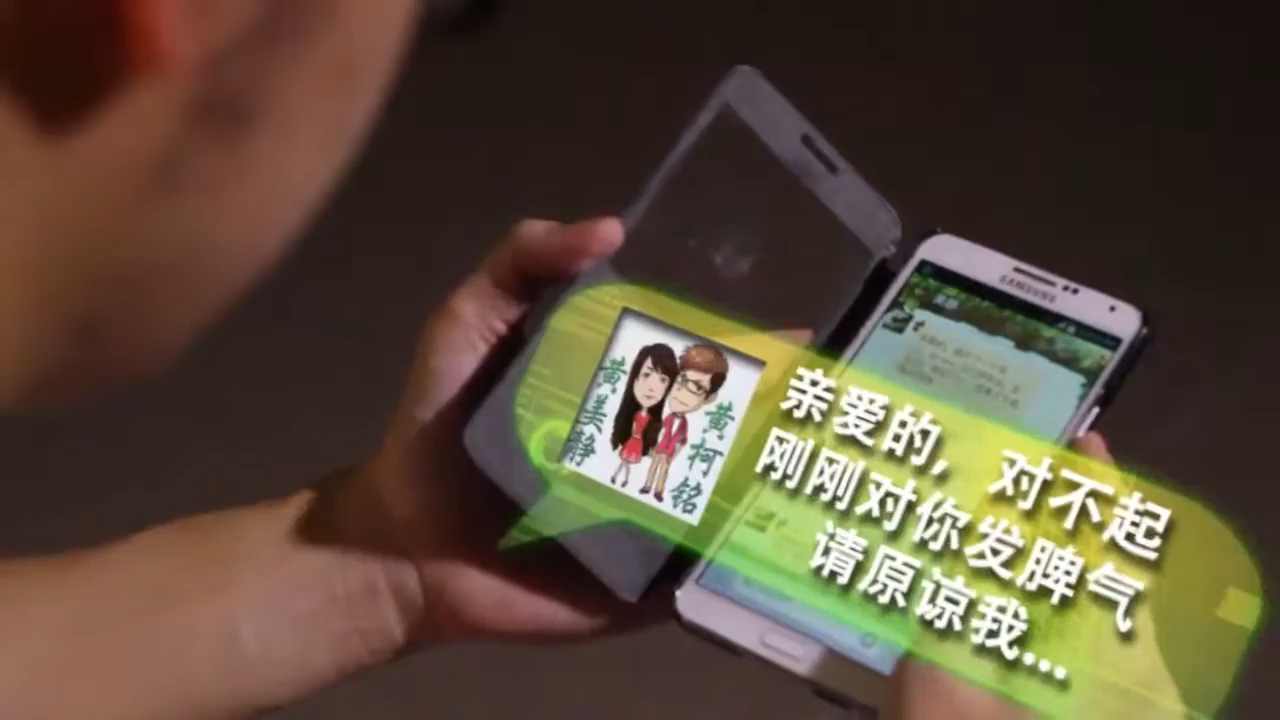 SAMSUNG
黄美静
黄柯铭
亲爱的，对不起
刚刚对你发脾气
请原谅我...